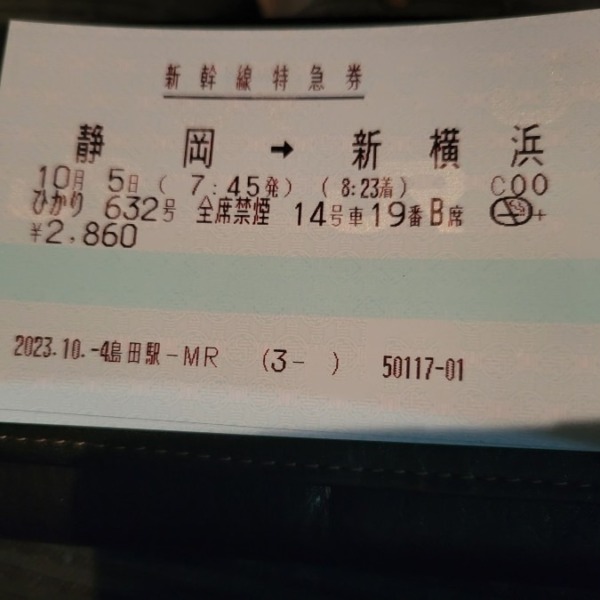 新幹線特急券
静岡 → 新横浜
10月 5日 ( 7:45発) ( 8:23着) C00
ひかり 632号 全席禁煙 14号車 19番 B席
¥2,860
2023.10.-4島田駅-MR (3- ) 50117-01